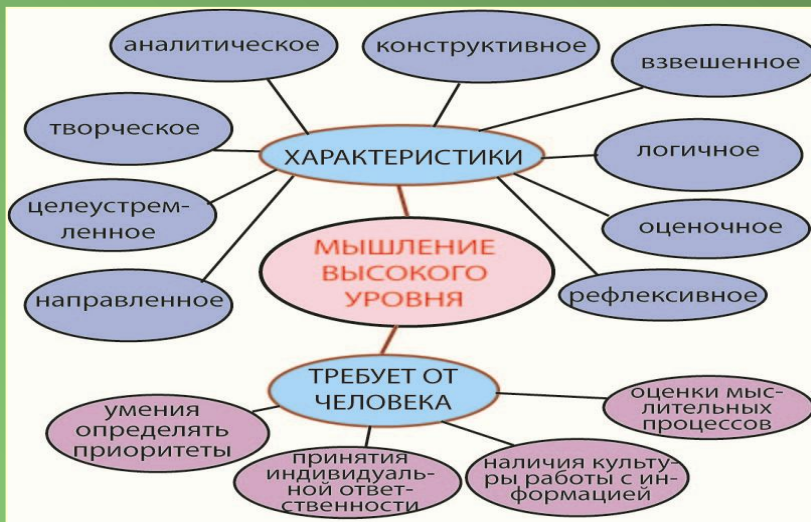 аналитическое
конструктивное
взвешенное
творческое
ХАРАКТЕРИСТИКИ
логичное
целеустрем-
ленное
оценочное
МЫШЛЕНИЕ
ВЫСОКОГО
УРОВНЯ
направленное
рефлексивное
ТРЕБУЕТ ОТ
ЧЕЛОВЕКА
умения
определять
приоритеты
принятия
индивидуаль-
ной ответ-
ственности
наличия культу-
ры работы с ин-
формацией
оценки мыс-
лительных
процессов